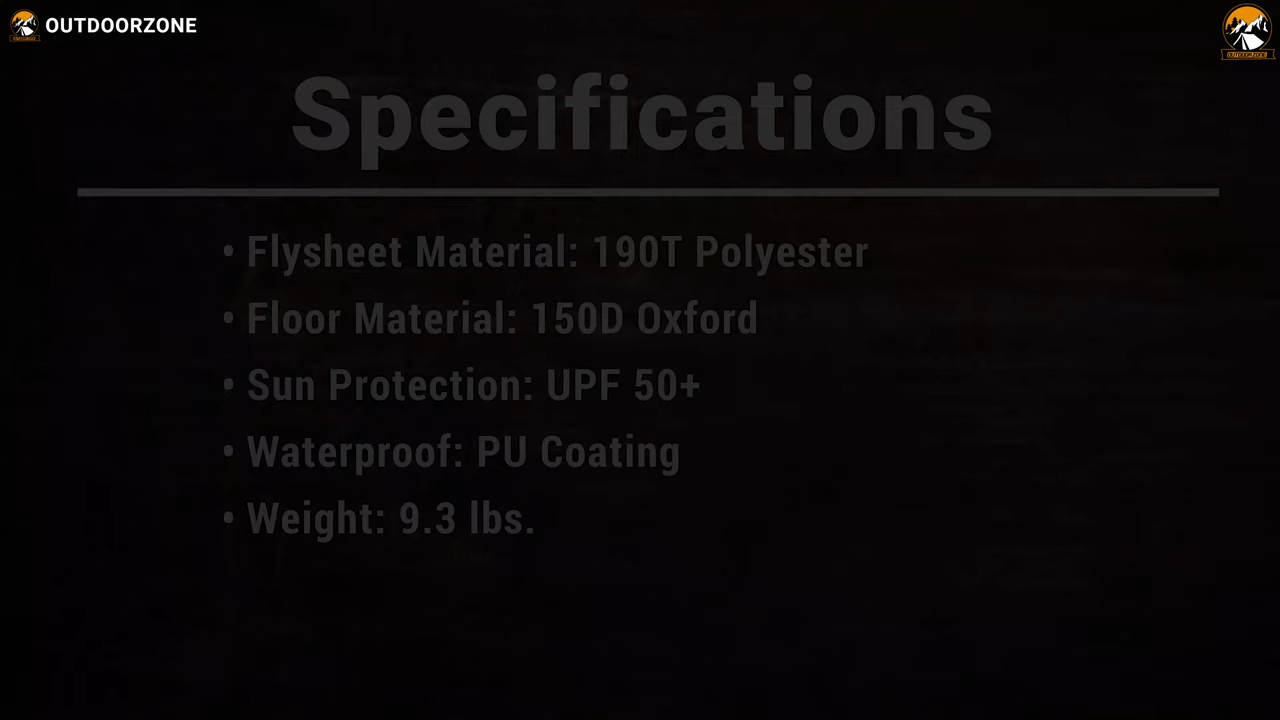 OUTDOORZONE
Specifications
• Flysheet Material: 190T Polyester
• Floor Material: 150D Oxford
• Sun Protection: UPF 50+
• Waterproof: PU Coating
• Weight: 9.3 lbs.
OUTDOORZONE